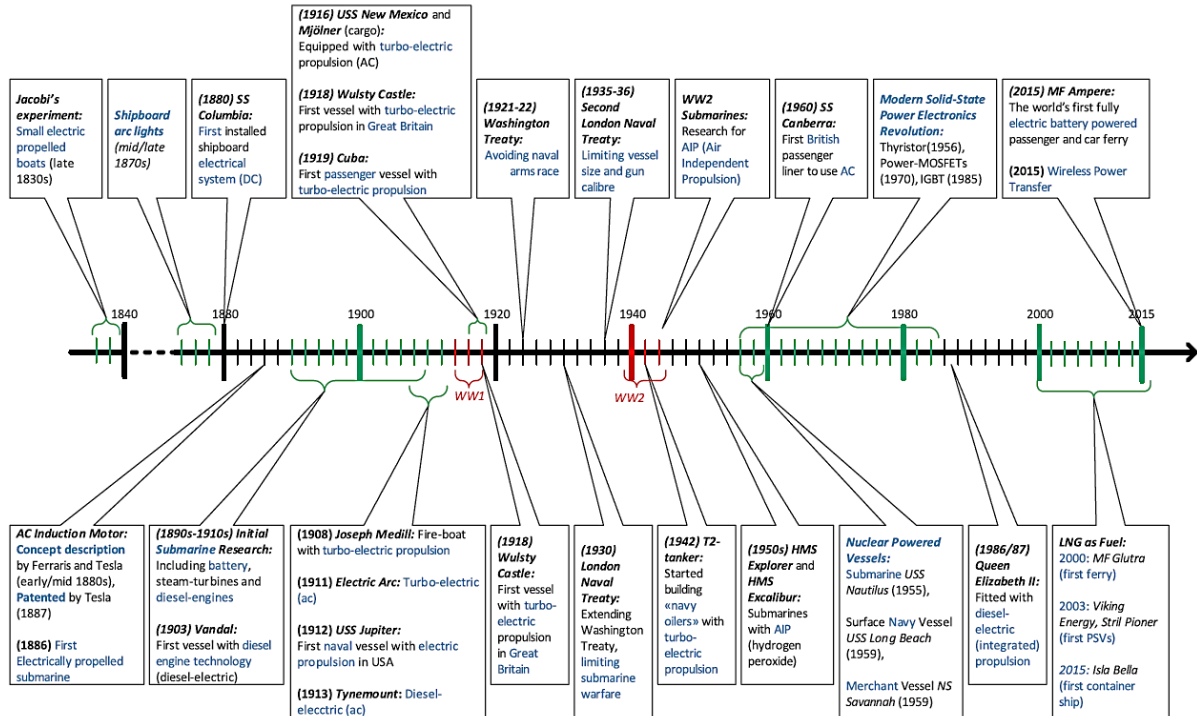 Jacobi's
experiment:
Small electric
propelled
boats (late
1830s)
Shipboard
arc lights
(mid/late
1870s)
(1880) SS
Columbia:
First installed
shipboard
electrical
system (DC)
(1916) USS New Mexico and
Mjölner (cargo):
Equipped with turbo-electric
propulsion (AC)
(1918) Wulsty Castle:
First vessel with turbo-electric
propulsion in Great Britain
(1919) Cuba:
First passenger vessel with
turbo-electric propulsion
(1921-22)
Washington
Treaty:
Avoiding naval
arms race
(1935-36)
Second
London Naval
Treaty:
Limiting vessel
size and gun
calibre
WW2
Submarines:
Research for
AIP (Air
Independent
Propulsion)
(1960) SS
Canberra:
First British
passenger
liner to use AC
Modern Solid-State
Power Electronics
Revolution:
Thyristor(1956),
Power-MOSFETs
(1970), IGBT (1985)
(2015) MF Ampere:
The world's first fully
electric battery powered
passenger and car ferry
(2015) Wireless Power
Transfer
1840
1880
1900
1920
1940
1960
1980
2000
2015
WW1
WW2
AC Induction Motor:
Concept description
by Ferraris and Tesla
(early/mid 1880s),
Patented by Tesla
(1887)
(1886) First
Electrically propelled
submarine
(1890s-1910s) Initial
Submarine Research:
Including battery,
steam-turbines and
diesel-engines
(1903) Vandal:
First vessel with diesel
engine technology
(diesel-electric)
(1908) Joseph Medill: Fire-boat
with turbo-electric propulsion
(1911) Electric Arc: Turbo-electric
(ac)
(1912) USS Jupiter:
First naval vessel with electric
propulsion in USA
(1913) Tynemount: Diesel-
elecctric (ac)
(1918)
Wulsty
Castle:
First vessel
with turbo-
electric
propulsion
in Great
Britain
(1930)
London
Naval
Treaty:
Extending
Washington
Treaty,
limiting
submarine
warfare
(1942) T2-
tanker:
Started
building
«navy
oilers» with
turbo-
electric
propulsion
(1950s) HMS
Explorer and
HMS
Excalibur:
Submarines
with AIP
(hydrogen
peroxide)
Nuclear Powered
Vessels:
Submarine USS
Nautilus (1955),
Surface Navy Vessel
USS Long Beach
(1959),
Merchant Vessel NS
Savannah (1959)
(1986/87)
Queen
Elizabeth II:
Fitted with
diesel-
electric
(integrated)
propulsion
LNG as Fuel:
2000: MF Glutra
(first ferry)
2003: Viking
Energy, Stril Pioner
(first PSVs)
2015: Isla Bella
(first container
ship)